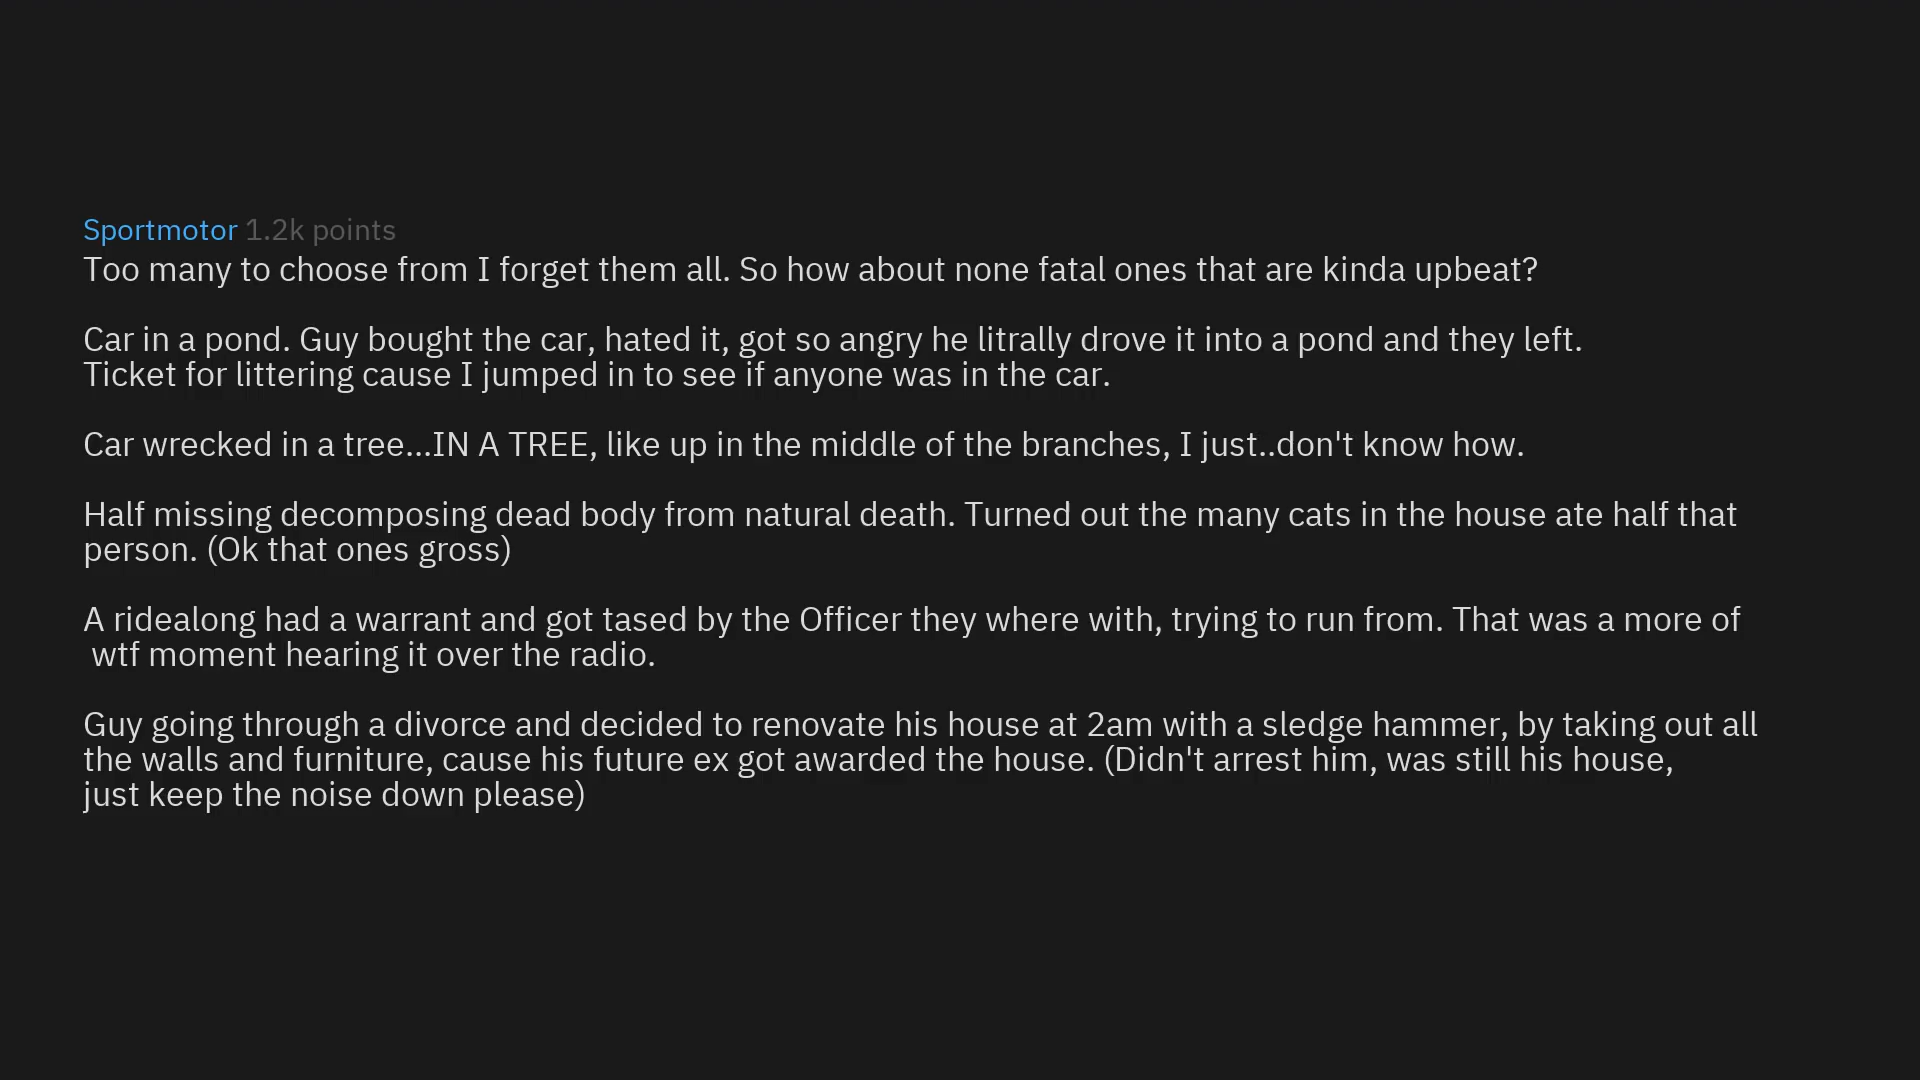 Sportmotor 1.2k points
Too many to choose from I forget them all. So how about none fatal ones that are kinda upbeat?
Car in a pond. Guy bought the car, hated it, got so angry he litrally drove it into a pond and they left.
Ticket for littering cause I jumped in to see if anyone was in the car.
Car wrecked in a tree...IN A TREE, like up in the middle of the branches, I just..don't know how.
Half missing decomposing dead body from natural death. Turned out the many cats in the house ate half that
person. (Ok that ones gross)
A ridealong had a warrant and got tased by the Officer they where with, trying to run from. That was a more of
wtf moment hearing it over the radio.
Guy going through a divorce and decided to renovate his house at 2am with a sledge hammer, by taking out all
the walls and furniture, cause his future ex got awarded the house. (Didn't arrest him, was still his house,
just keep the noise down please)